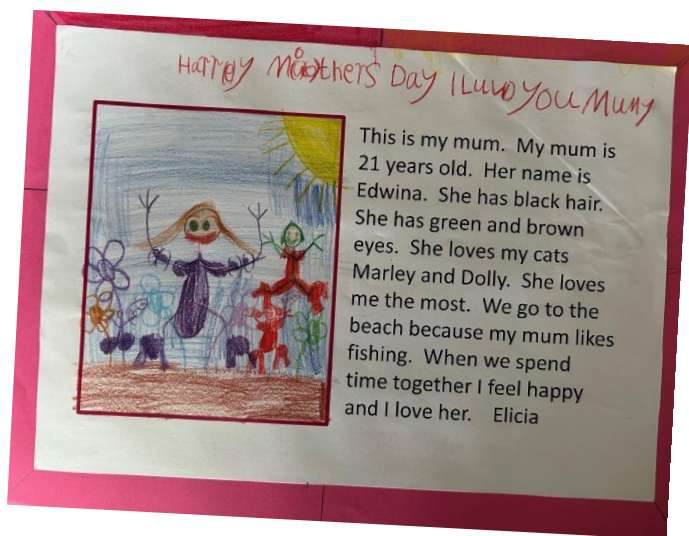 Happy Mothers Day I Luvo you Mumy
This is my mum. My mum is
21 years old. Her name is
Edwina. She has black hair.
She has green and brown
eyes. She loves my cats
Marley and Dolly. She loves
me the most. We go to the
beach because my mum likes
fishing. When we spend
time together I feel happy
and I love her. Elicia